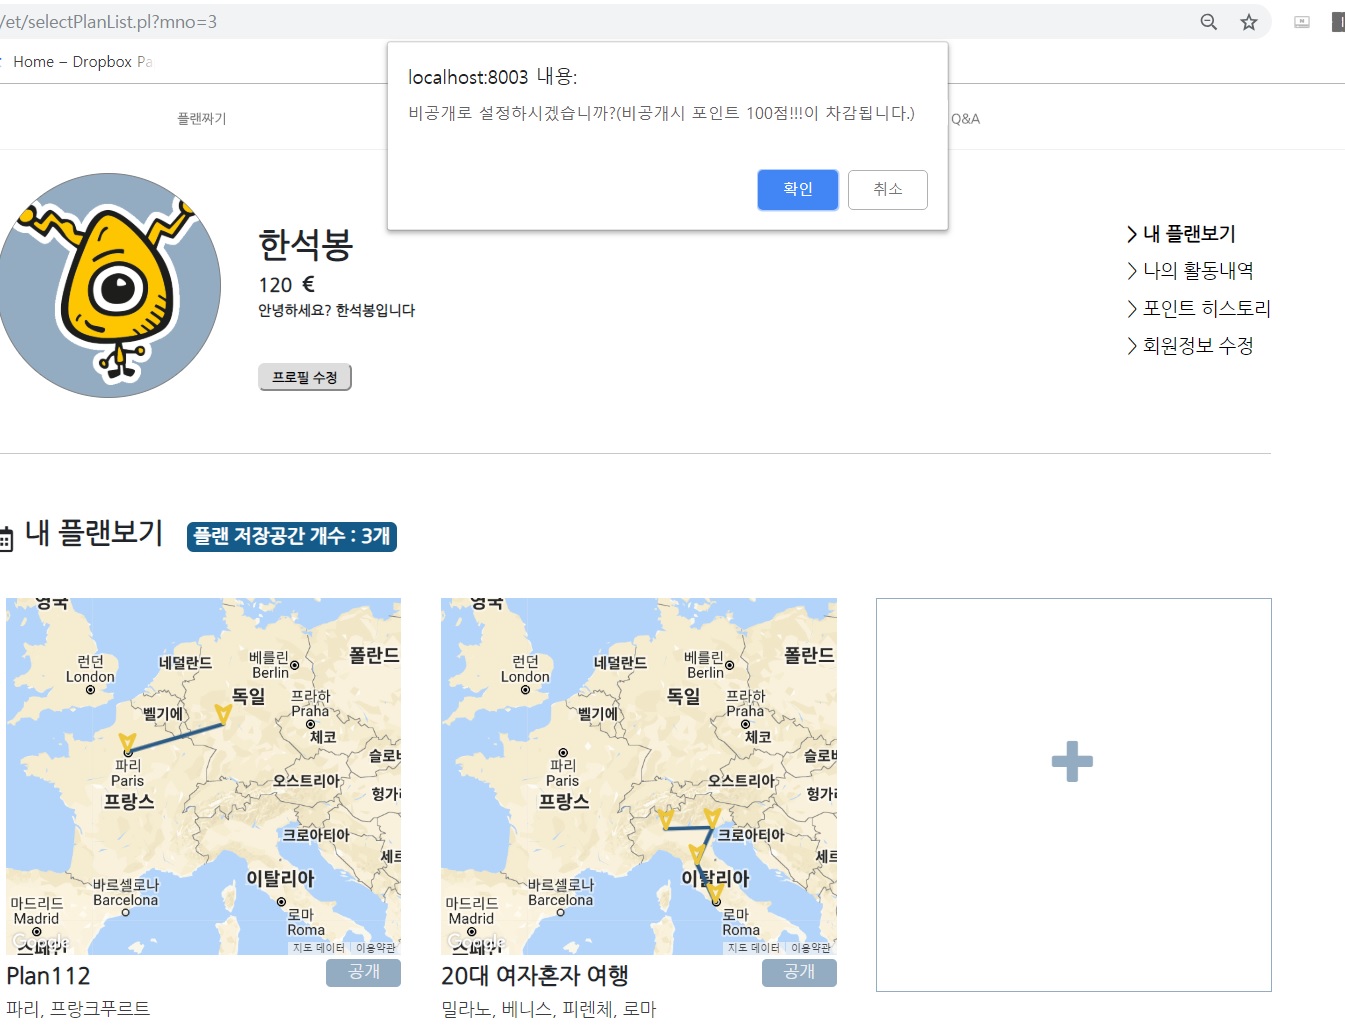 /et/selectPlanList.pl?mno=3
Home – Dropbox Pa
localhost:8003 내용:
비공개로 설정하시겠습니까?(비공개시 포인트 100점!!!이 차감됩니다.)
확인
취소
플랜짜기
Q&A
한석봉
120 €
안녕하세요? 한석봉입니다
프로필 수정
> 내 플랜보기
> 나의 활동내역
> 포인트 히스토리
> 회원정보 수정
내 플랜보기
플랜 저장공간 개수 : 3개
영국
런던
London
네덜란드
베를린
Berlin
폴란드
독일
벨기에
프라하
Praha
체코
파리
Paris
프랑스
오스트리아
슬로
헝가
크로아티아
세르
이탈리아
바르셀로나
Barcelona
마드리드
Madrid
로마
Roma
스페인
Google
지도 데이터
이용약관
영국
런던
London
네덜란드
베를린
Berlin
폴란드
독일
벨기에
프라하
Praha
체코
파리
Paris
프랑스
오스트리아
슬로
헝가
크로아티아
세르
이탈리아
바르셀로나
Barcelona
마드리드
Madrid
로마
Roma
스페인
Google
지도 데이터
이용약관
Plan112
공개
파리, 프랑크푸르트
20대 여자혼자 여행
공개
밀라노, 베니스, 피렌체, 로마